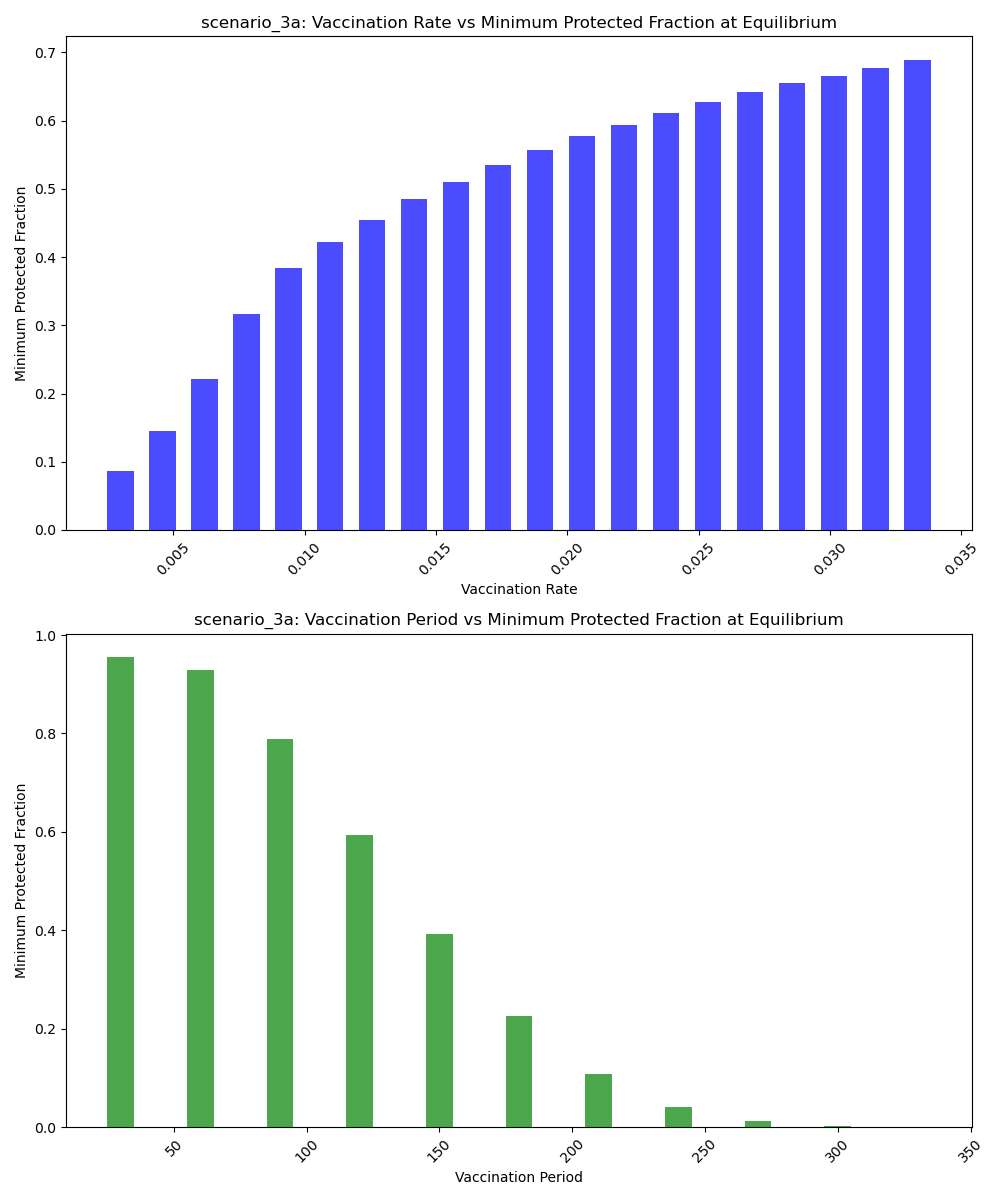 scenario_3a: Vaccination Rate vs Minimum Protected Fraction at Equilibrium
0.7
0.6
0.5
0.4
0.3
0.2
0.1
0.0
Minimum Protected Fraction
0.005 0.010 0.015 0.020 0.025 0.030 0.035
Vaccination Rate
scenario_3a: Vaccination Period vs Minimum Protected Fraction at Equilibrium
1.0
0.8
0.6
0.4
0.2
0.0
Minimum Protected Fraction
50 100 150 200 250 300 350
Vaccination Period